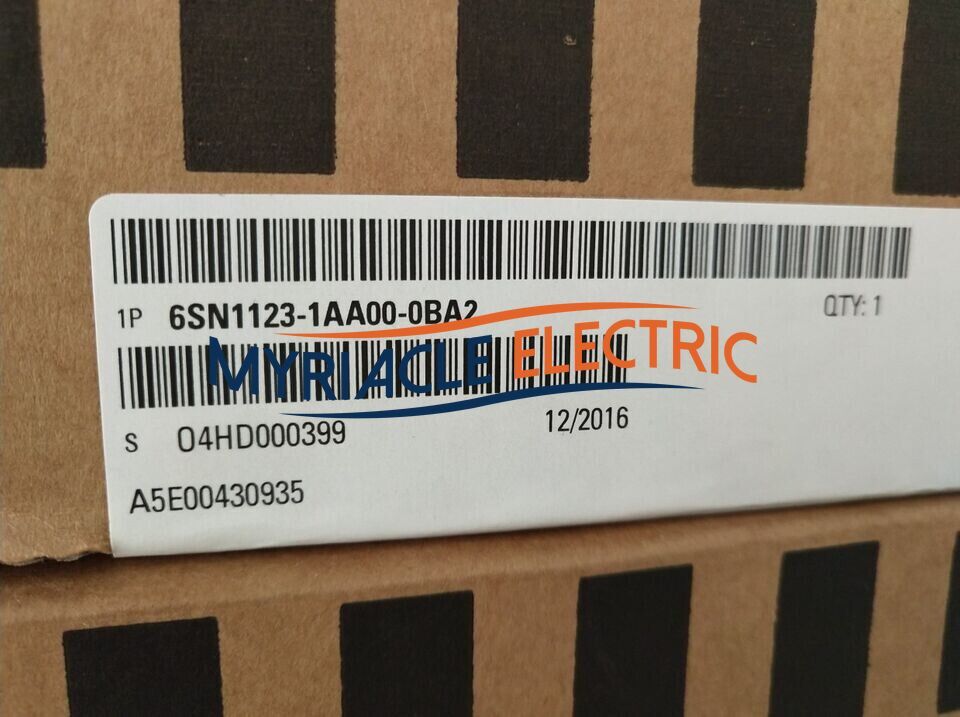 1P 6SN1123-1AA00-0BA2 QTY: 1
MYRIACLE ELECTRIC
S O4HD000399 12/2016
A5E00430935